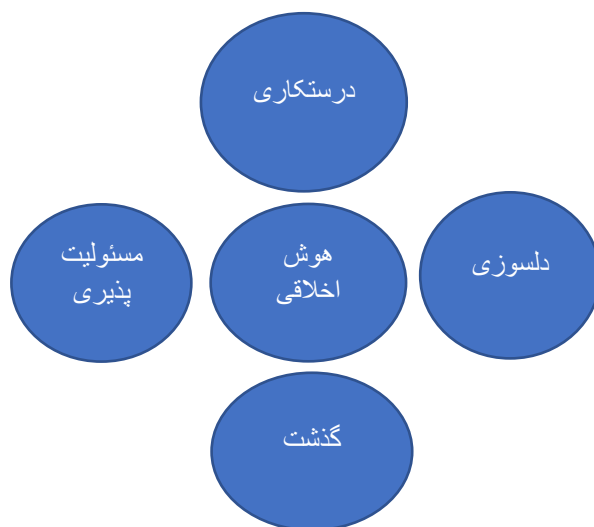 درستکاری
دلسوزی
هوش
اخلاقی
مسئولیت
پذیری
گذشت